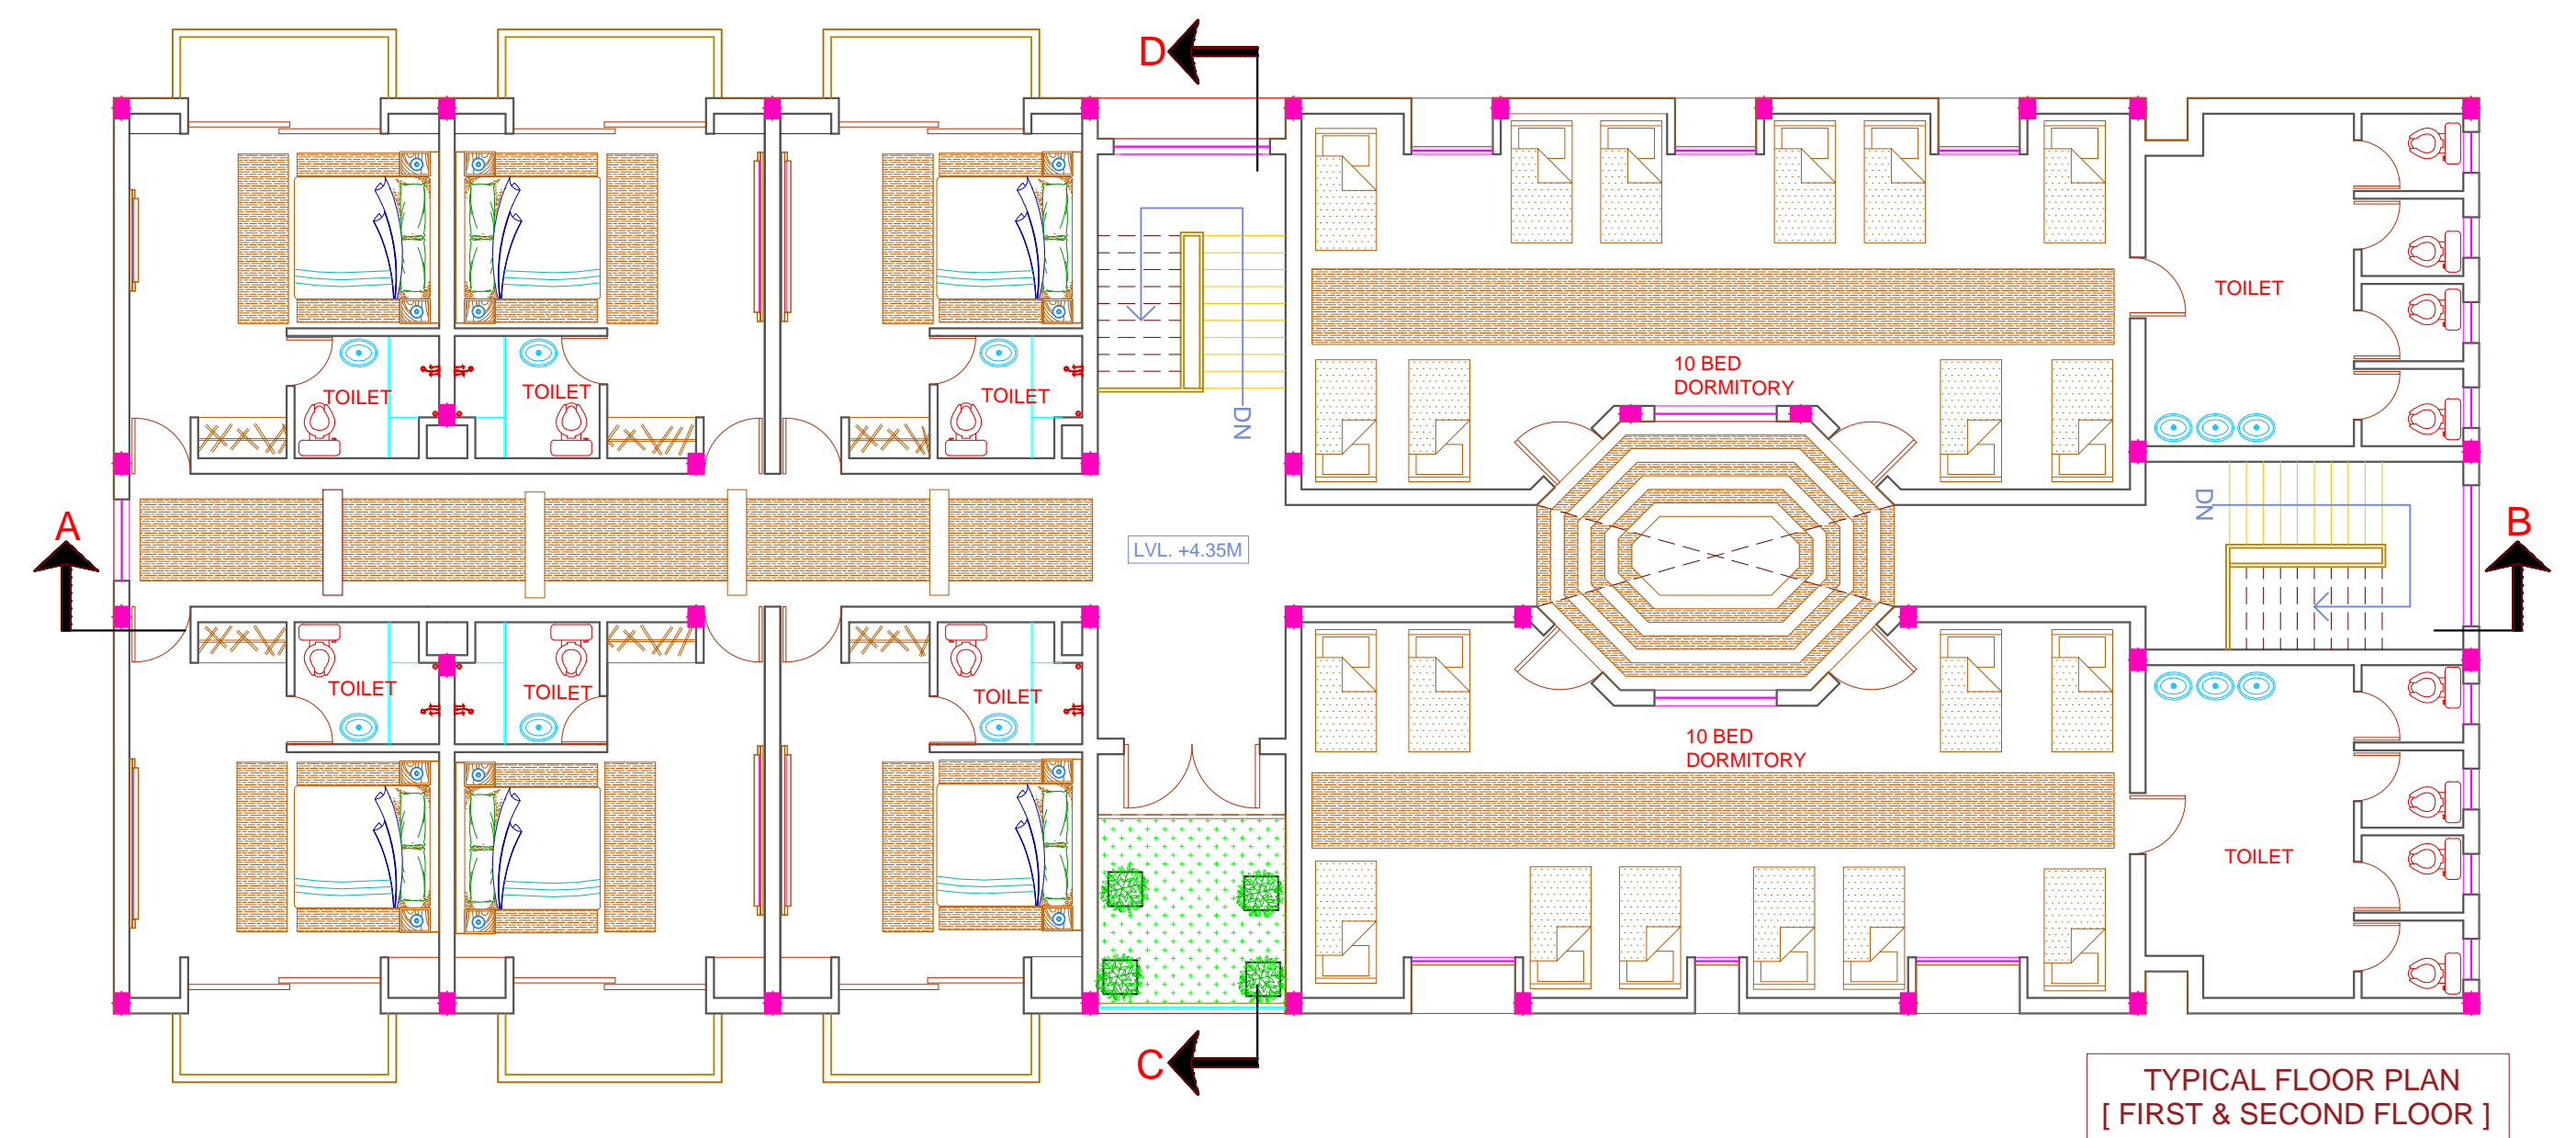 D
TOILET
10 BED
DORMITORY
TOILET
TOILET
TOILET
DN
DN
A
B
LVL. +4.35M
TOILET
TOILET
TOILET
10 BED
DORMITORY
TOILET
C
TYPICAL FLOOR PLAN
[ FIRST & SECOND FLOOR ]